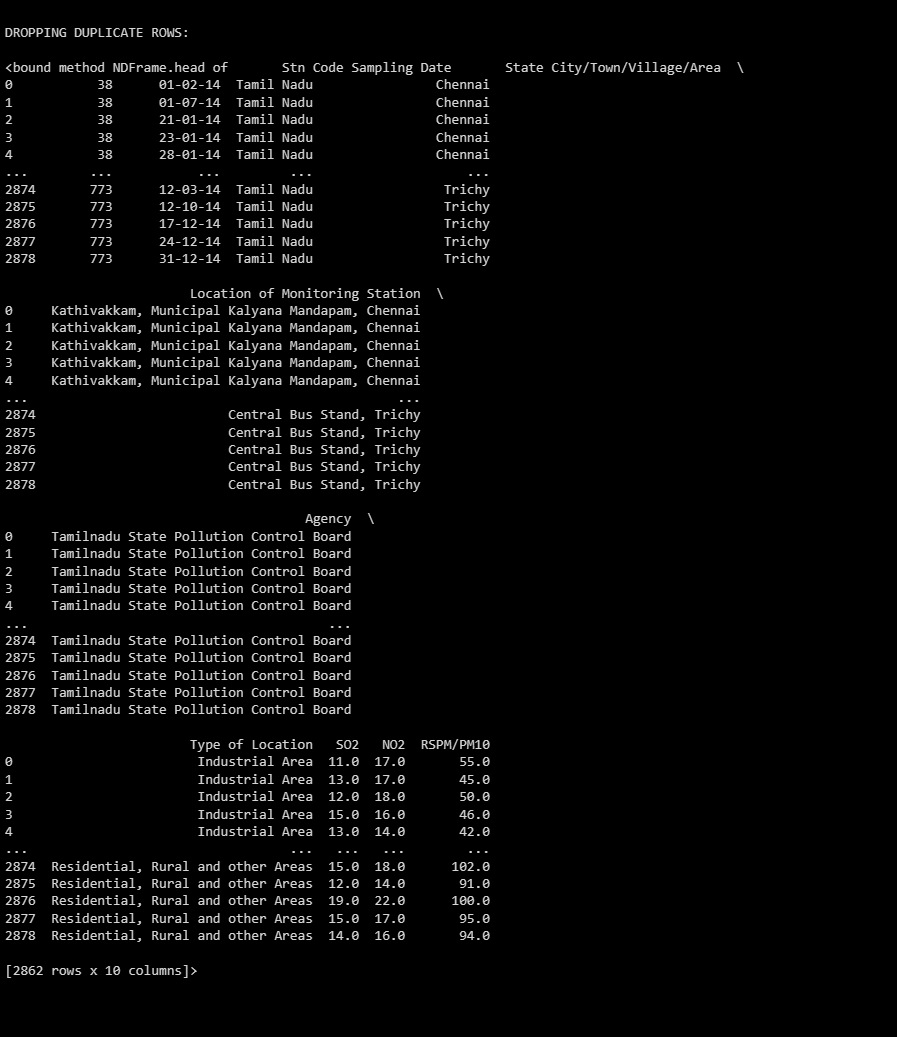 DROPPING DUPLICATE ROWS:
<bound method NDFrame.head of       Stn Code Sampling Date       State City/Town/Village/Area  \
0           38      01-02-14  Tamil Nadu                Chennai
1           38      01-07-14  Tamil Nadu                Chennai
2           38      21-01-14  Tamil Nadu                Chennai
3           38      23-01-14  Tamil Nadu                Chennai
4           38      28-01-14  Tamil Nadu                Chennai
...        ...           ...         ...                    ...
2874       773      12-03-14  Tamil Nadu                 Trichy
2875       773      12-10-14  Tamil Nadu                 Trichy
2876       773      17-12-14  Tamil Nadu                 Trichy
2877       773      24-12-14  Tamil Nadu                 Trichy
2878       773      31-12-14  Tamil Nadu                 Trichy
Location of Monitoring Station  \
0     Kathivakkam, Municipal Kalyana Mandapam, Chennai
1     Kathivakkam, Municipal Kalyana Mandapam, Chennai
2     Kathivakkam, Municipal Kalyana Mandapam, Chennai
3     Kathivakkam, Municipal Kalyana Mandapam, Chennai
4     Kathivakkam, Municipal Kalyana Mandapam, Chennai
...                                                ...
2874                         Central Bus Stand, Trichy
2875                         Central Bus Stand, Trichy
2876                         Central Bus Stand, Trichy
2877                         Central Bus Stand, Trichy
2878                         Central Bus Stand, Trichy
Agency  \
0     Tamilnadu State Pollution Control Board
1     Tamilnadu State Pollution Control Board
2     Tamilnadu State Pollution Control Board
3     Tamilnadu State Pollution Control Board
4     Tamilnadu State Pollution Control Board
...                                       ...
2874  Tamilnadu State Pollution Control Board
2875  Tamilnadu State Pollution Control Board
2876  Tamilnadu State Pollution Control Board
2877  Tamilnadu State Pollution Control Board
2878  Tamilnadu State Pollution Control Board
Type of Location   SO2   NO2  RSPM/PM10
0                        Industrial Area  11.0  17.0       55.0
1                        Industrial Area  13.0  17.0       45.0
2                        Industrial Area  12.0  18.0       50.0
3                        Industrial Area  15.0  16.0       46.0
4                        Industrial Area  13.0  14.0       42.0
...                                  ...   ...   ...        ...
2874  Residential, Rural and other Areas  15.0  18.0      102.0
2875  Residential, Rural and other Areas  12.0  14.0       91.0
2876  Residential, Rural and other Areas  19.0  22.0      100.0
2877  Residential, Rural and other Areas  15.0  17.0       95.0
2878  Residential, Rural and other Areas  14.0  16.0       94.0
[2862 rows x 10 columns]>